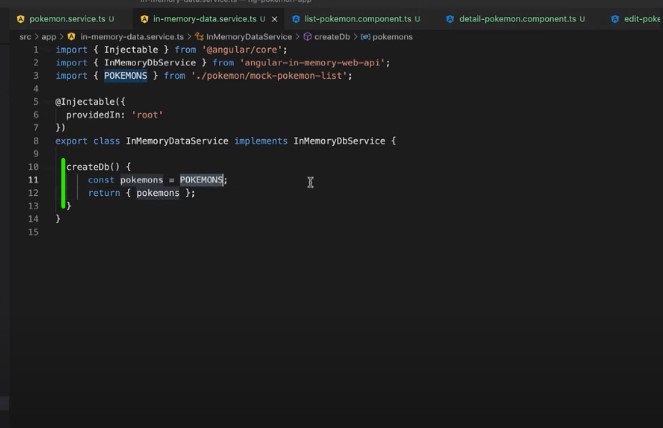 in-memory-data.service.ts — ng-pokemon-app
pokemon.service.ts U in-memory-data.service.ts U × list-pokemon.component.ts U detail-pokemon.component.ts U edit-poke
src > app > in-memory-data.service.ts > InMemoryDataService > createDb > pokemons
1 import { Injectable } from '@angular/core';
2 import { InMemoryDbService } from 'angular-in-memory-web-api';
3 import { POKEMONS } from './pokemon/mock-pokemon-list';
4
5 @Injectable({
6 providedIn: 'root'
7 })
8 export class InMemoryDataService implements InMemoryDbService {
9
10 createDb() {
11 const pokemons = POKEMONS;
12 return { pokemons };
13 }
14 }
15